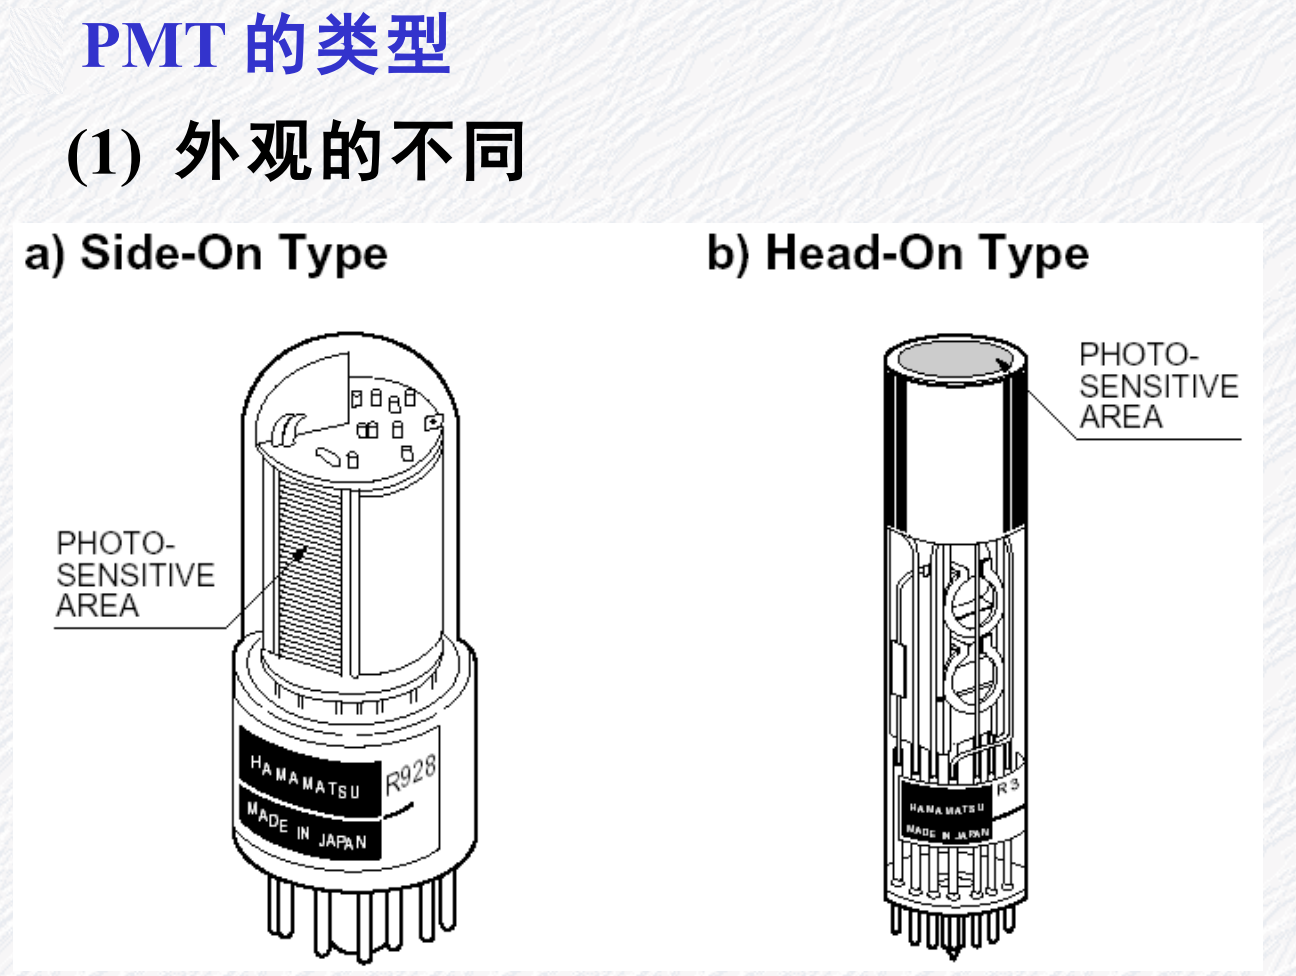 PMT 的类型
(1) 外观的不同
a) Side-On Type
b) Head-On Type
PHOTO-
SENSITIVE
AREA
PHOTO-
SENSITIVE
AREA
HAMAMATSU
R928
MADE IN JAPAN
HAMAMATSU
R3
MADE IN JAPAN